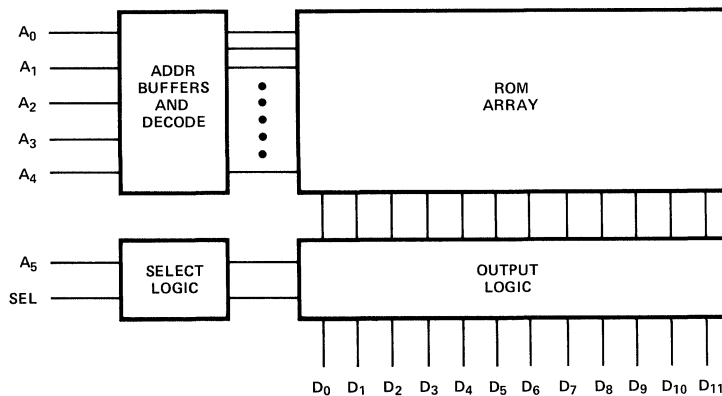 A0
A1
A2
A3
A4
ADDR
BUFFERS
AND
DECODE
ROM
ARRAY
A5
SEL
SELECT
LOGIC
OUTPUT
LOGIC
D0 D1 D2 D3 D4 D5 D6 D7 D8 D9 D10 D11